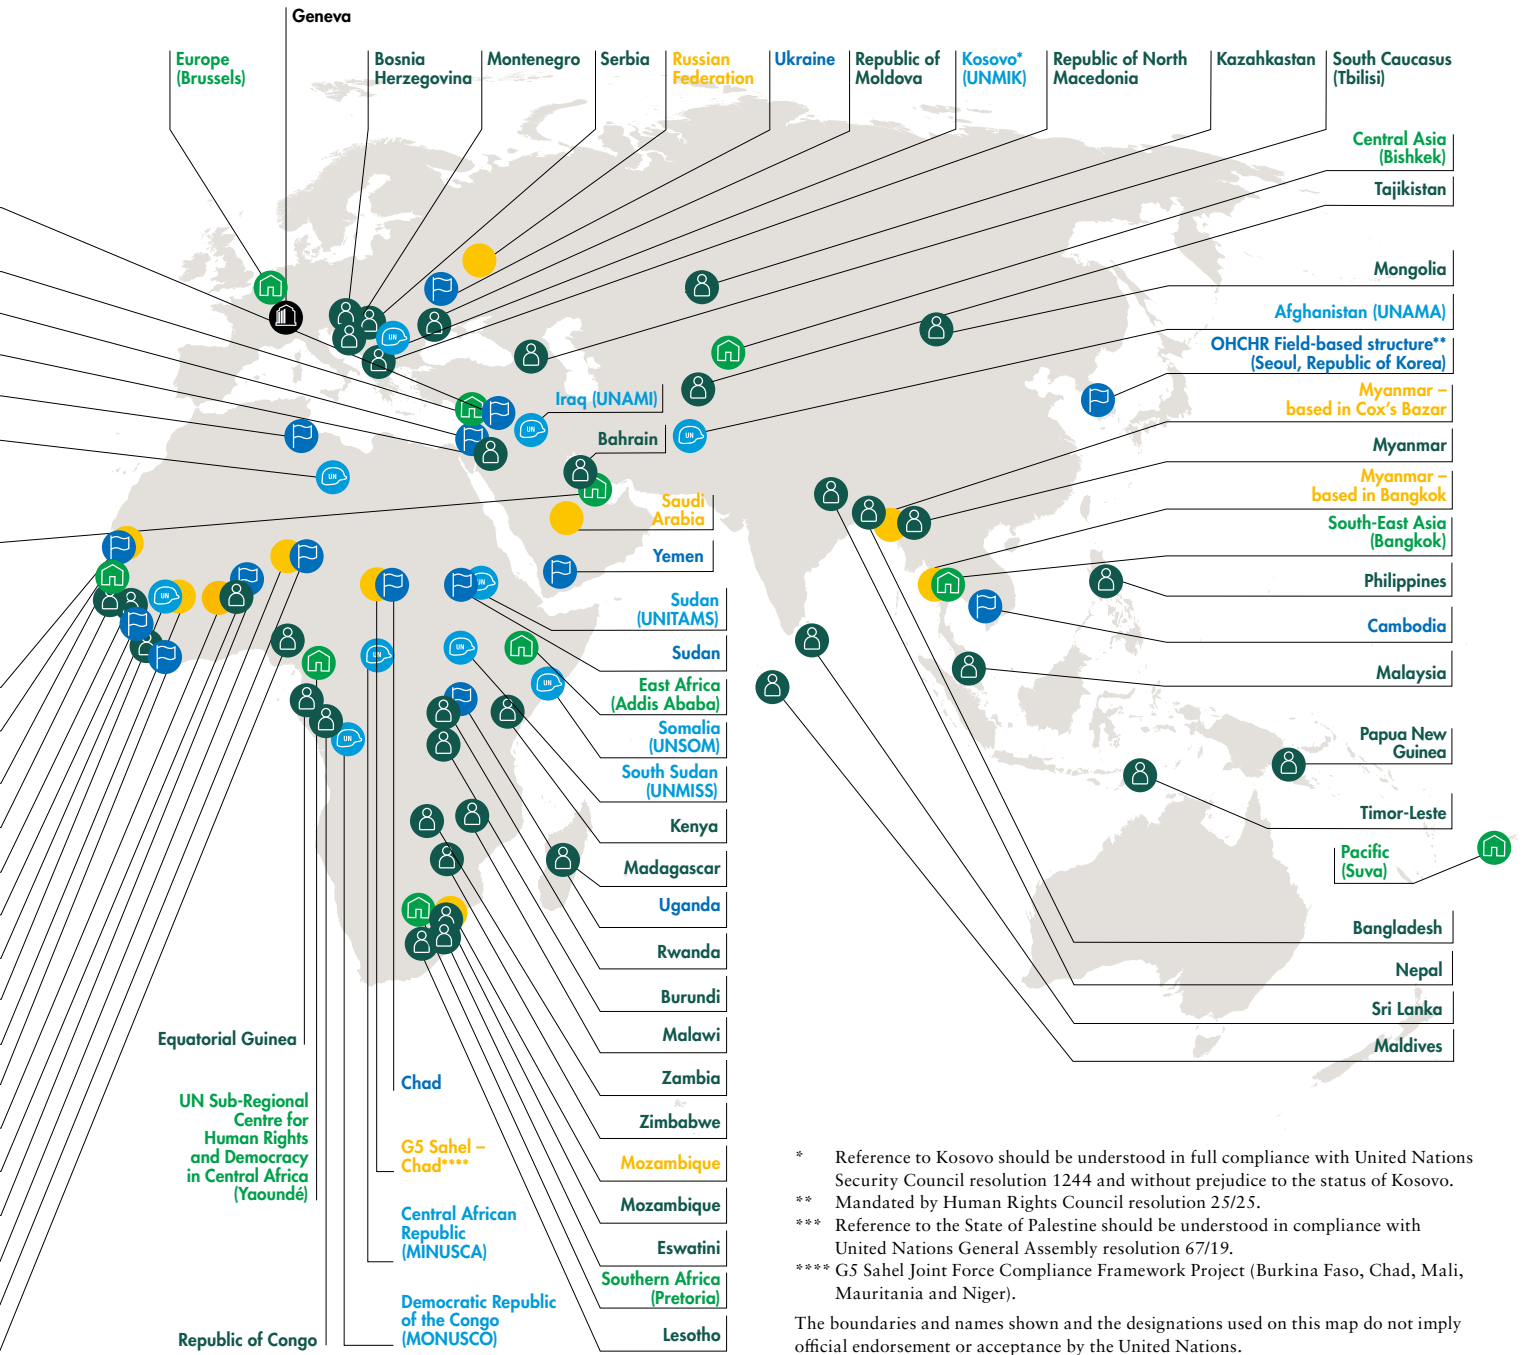 Geneva
Europe
(Brussels)
Bosnia
Herzegovina
Montenegro
Serbia
Russian
Federation
Ukraine
Republic of
Moldova
Kosovo*
(UNMIK)
Republic of North
Macedonia
Kazahkastan
South Caucasus
(Tbilisi)
Central Asia
(Bishkek)
Tajikistan
Mongolia
Afghanistan (UNAMA)
OHCHR Field-based structure**
(Seoul, Republic of Korea)
Myanmar –
based in Cox's Bazar
Myanmar
Myanmar –
based in Bangkok
South-East Asia
(Bangkok)
Philippines
Cambodia
Malaysia
Papua New
Guinea
Timor-Leste
Pacific
(Suva)
Bangladesh
Nepal
Sri Lanka
Maldives
Iraq (UNAMI)
Bahrain
Saudi
Arabia
Yemen
Sudan
(UNITAMS)
Sudan
East Africa
(Addis Ababa)
Somalia
(UNSOM)
South Sudan
(UNMISS)
Kenya
Madagascar
Uganda
Rwanda
Burundi
Malawi
Zambia
Zimbabwe
Mozambique
Mozambique
Eswatini
Southern Africa
(Pretoria)
Lesotho
Equatorial Guinea
UN Sub-Regional
Centre for
Human Rights
and Democracy
in Central Africa
(Yaoundé)
Republic of Congo
Chad
G5 Sahel –
Chad****
Central African
Republic
(MINUSCA)
Democratic Republic
of the Congo
(MONUSCO)
UN
UN
UN
UN
UN
UN
UN
UN
UN
UN
* Reference to Kosovo should be understood in full compliance with United Nations
Security Council resolution 1244 and without prejudice to the status of Kosovo.
** Mandated by Human Rights Council resolution 25/25.
*** Reference to the State of Palestine should be understood in compliance with
United Nations General Assembly resolution 67/19.
**** G5 Sahel Joint Force Compliance Framework Project (Burkina Faso, Chad, Mali,
Mauritania and Niger).
The boundaries and names shown and the designations used on this map do not imply
official endorsement or acceptance by the United Nations.